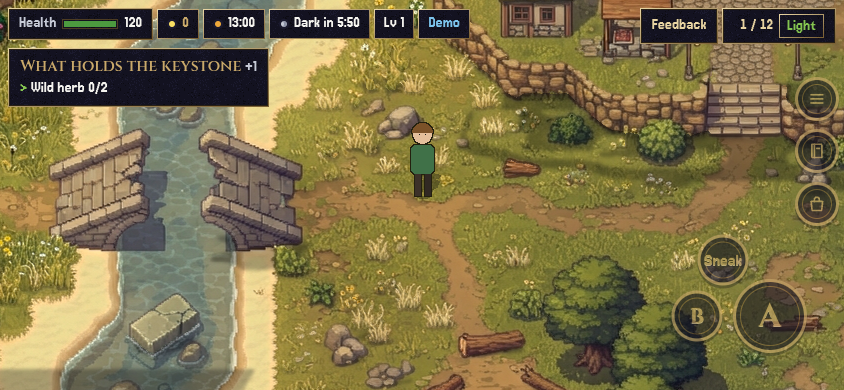 Health 120
0
13:00
Dark in 5:50
Lv 1
Demo
Feedback
1 / 12 Light
WHAT HOLDS THE KEYSTONE +1
> Wild herb 0/2
Sneak
B
A